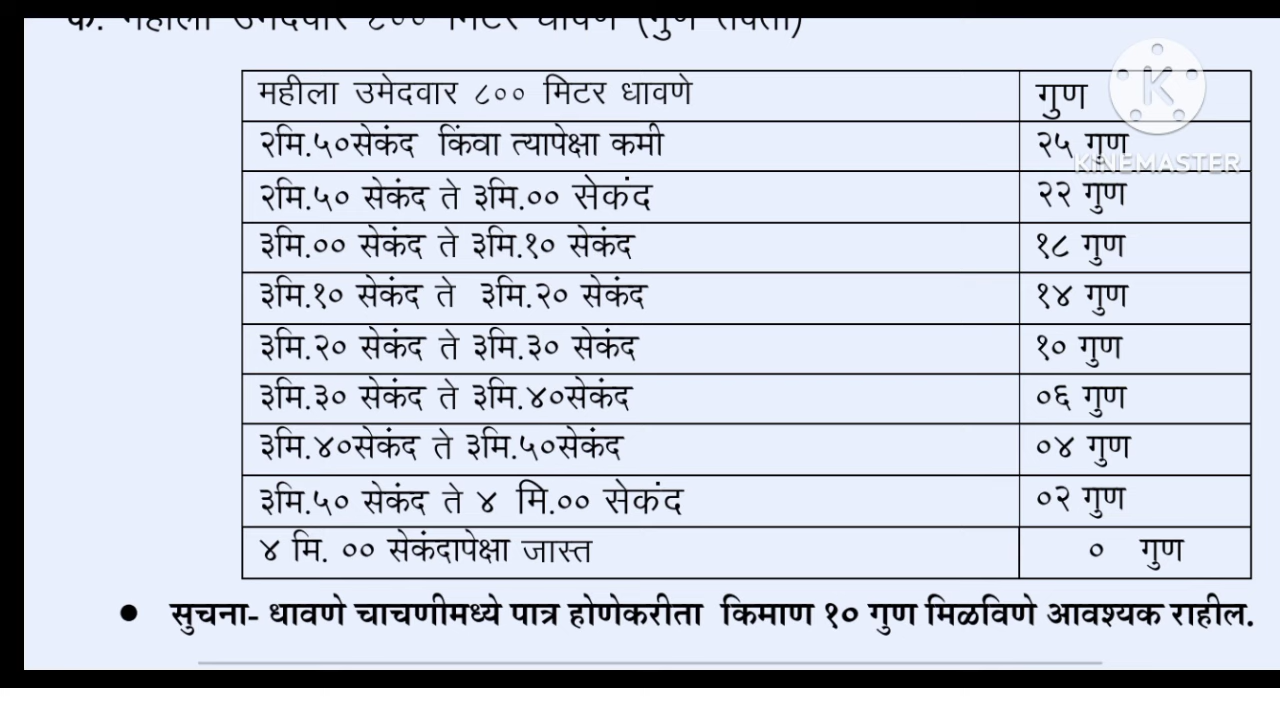 महीला उमेदवार ८०० मिटर धावणे गुण
२मि.५०सेकंद किंवा त्यापेक्षा कमी २५ गुण
KINEMASTER
२मि.५० सेकंद ते ३मि.०० सेकंद २२ गुण
३मि.०० सेकंद ते ३मि.१० सेकंद १८ गुण
३मि.१० सेकंद ते ३मि.२० सेकंद १४ गुण
३मि.२० सेकंद ते ३मि.३० सेकंद १० गुण
३मि.३० सेकंद ते ३मि.४०सेकंद ०६ गुण
३मि.४०सेकंद ते ३मि.५०सेकंद ०४ गुण
३मि.५० सेकंद ते ४ मि.०० सेकंद ०२ गुण
४ मि. ०० सेकंदापेक्षा जास्त ० गुण
• सुचना- धावणे चाचणीमध्ये पात्र होणेकरीता किमाण १० गुण मिळविणे आवश्यक राहील.